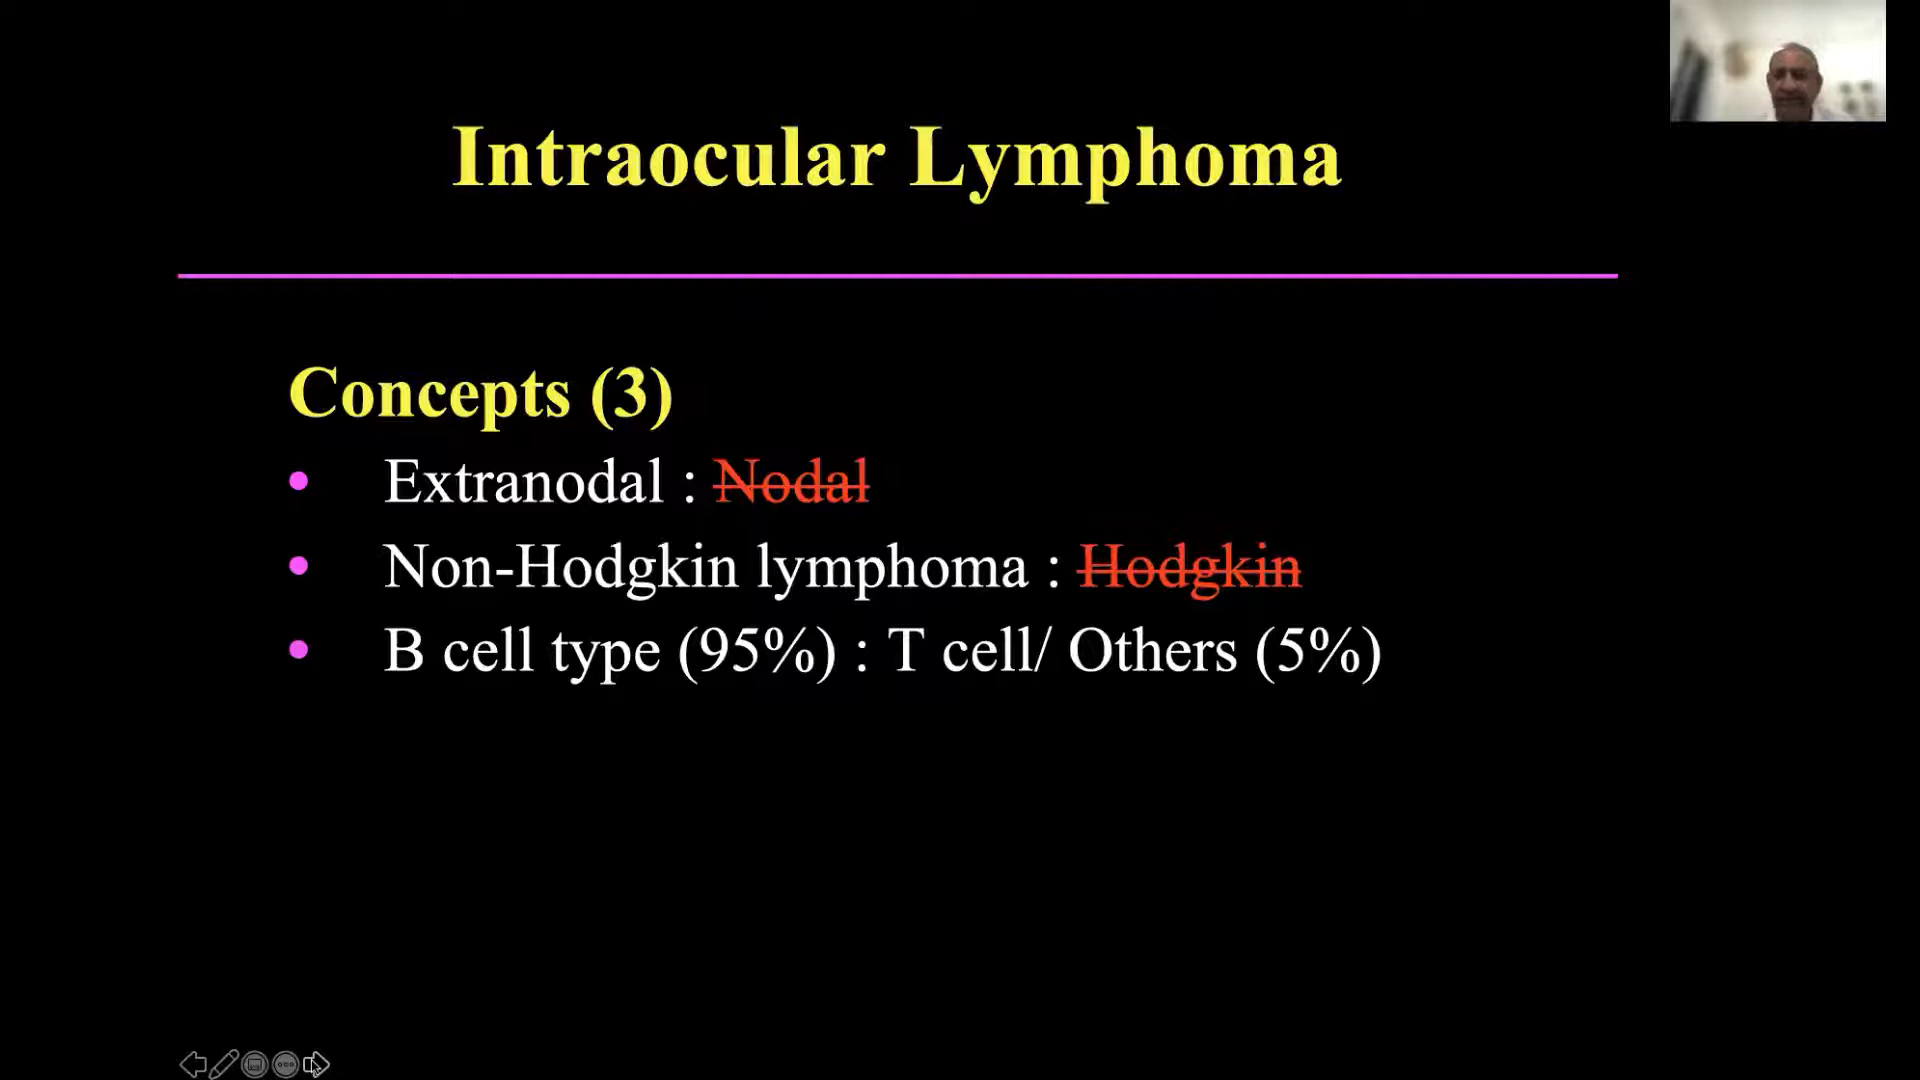 Intraocular Lymphoma
Concepts (3)
• Extranodal : Nodal
• Non-Hodgkin lymphoma : Hodgkin
• B cell type (95%) : T cell/ Others (5%)